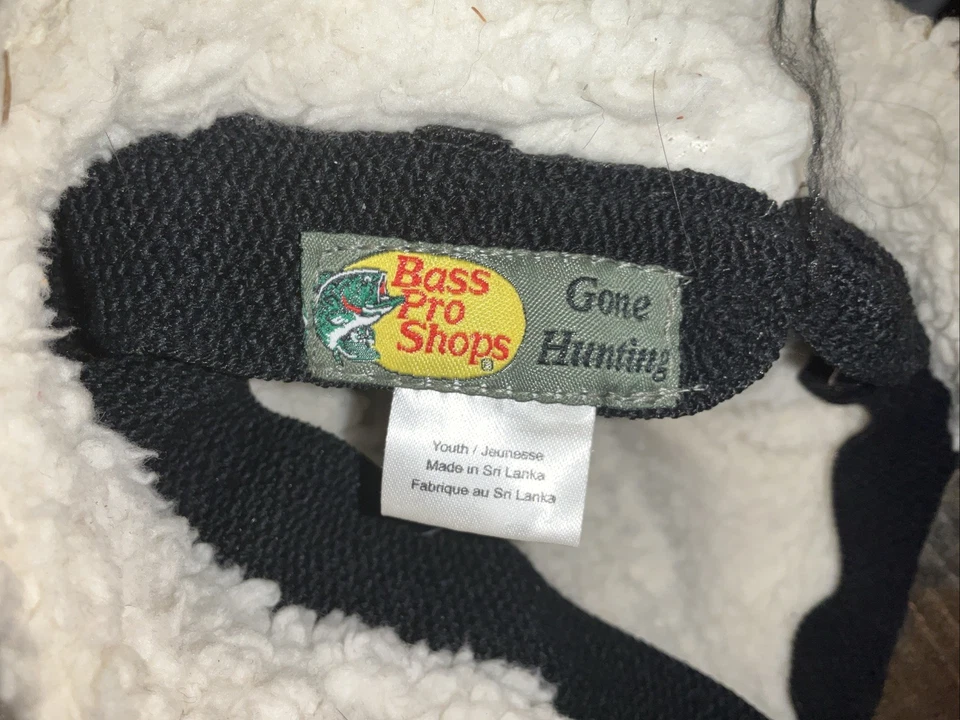 Bass
Pro
Shops®
Gone
Hunting
Youth / Jeunesse
Made in Sri Lanka
Fabrique au Sri Lanka